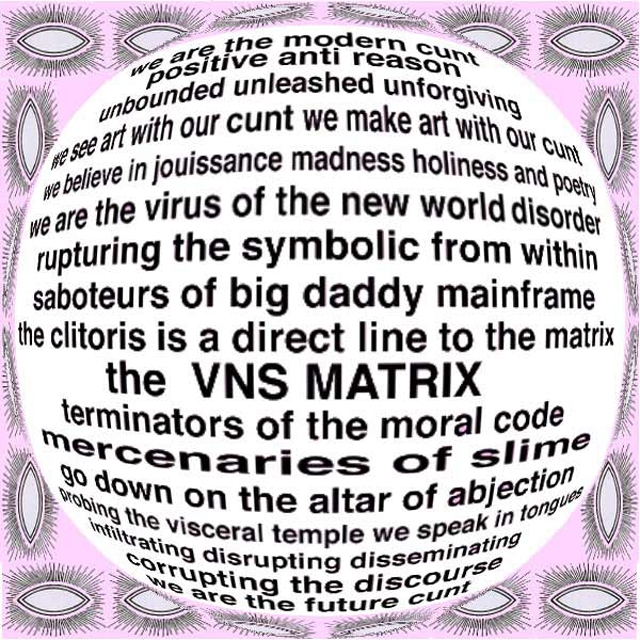 we are the modern cunt
positive anti reason
unbounded unleashed unforgiving
we see art with our cunt we make art with our cunt
we believe in jouissance madness holiness and poetry
we are the virus of the new world disorder
rupturing the symbolic from within
saboteurs of big daddy mainframe
the clitoris is a direct line to the matrix
the VNS MATRIX
terminators of the moral code
mercenaries of slime
go down on the altar of abjection
probing the visceral temple we speak in tongues
infiltrating disrupting disseminating
corrupting the discourse
we are the future cunt